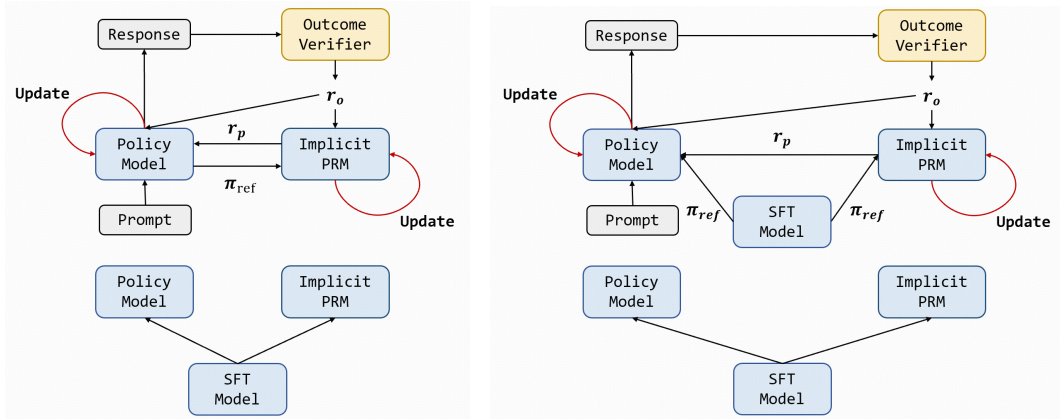 Response
Outcome
Verifier
Update
r_o
Policy
Model
r_p
Implicit
PRM
π_ref
Prompt
Update
Policy
Model
Implicit
PRM
SFT
Model
Response
Outcome
Verifier
Update
r_o
Policy
Model
r_p
Implicit
PRM
π_ref
SFT
Model
π_ref
Prompt
Update
Policy
Model
Implicit
PRM
SFT
Model